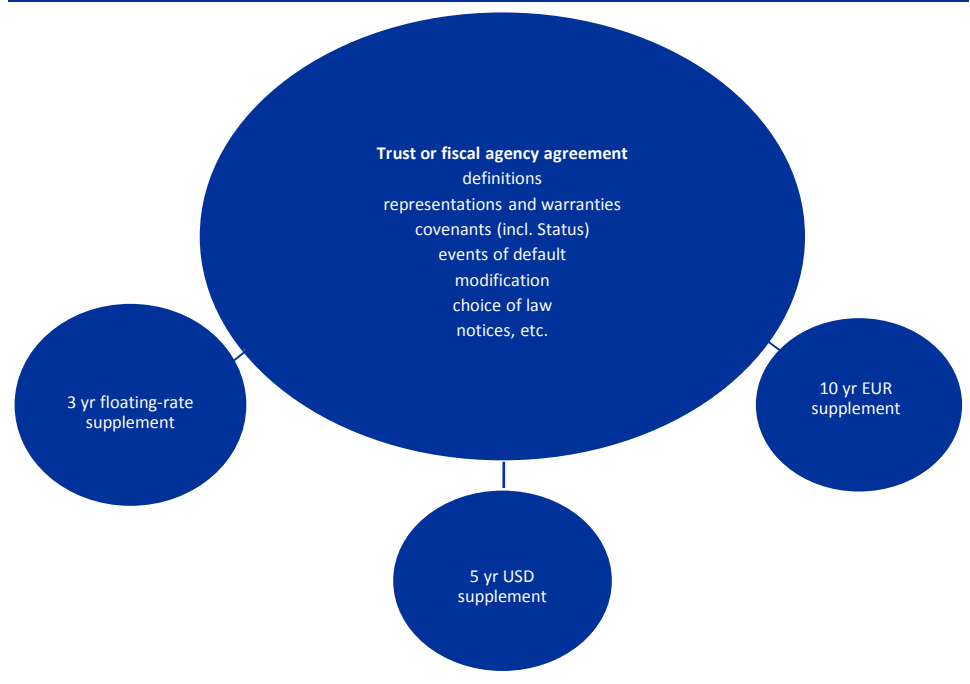 Trust or fiscal agency agreement
definitions
representations and warranties
covenants (incl. Status)
events of default
modification
choice of law
notices, etc.
3 yr floating-rate
supplement
10 yr EUR
supplement
5 yr USD
supplement